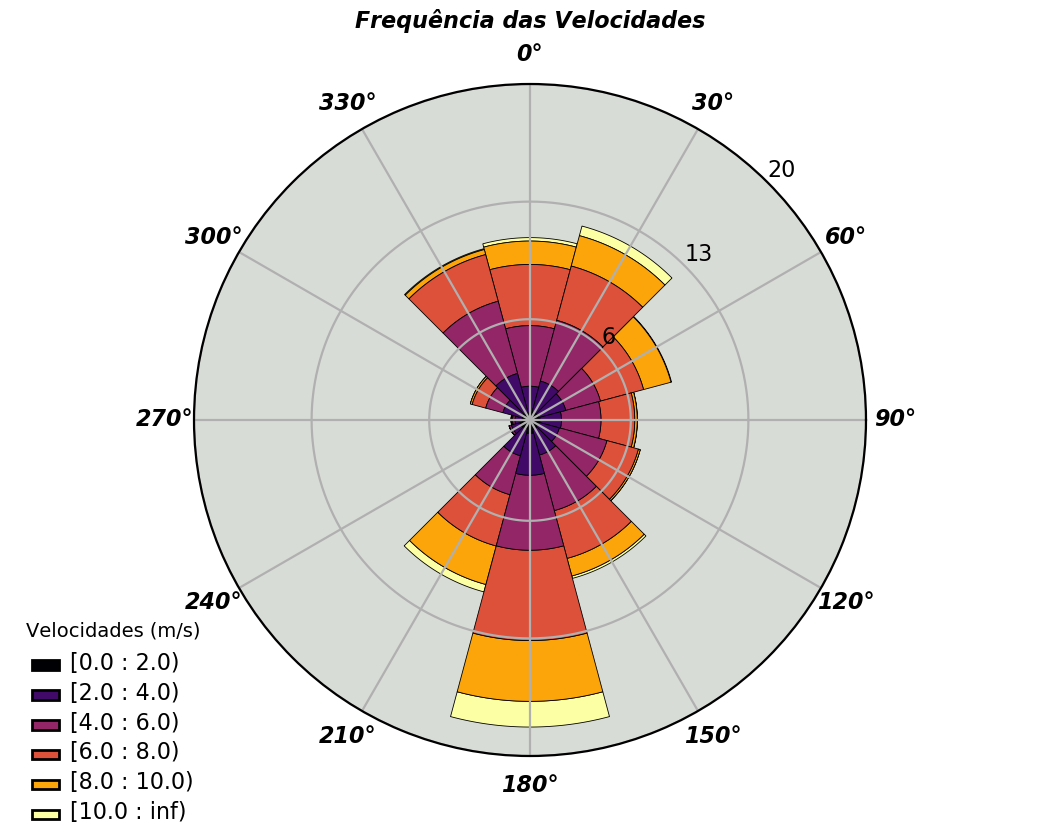 Frequência das Velocidades
0°
330°
30°
20
300°
60°
13
6
270°
90°
240°
120°
Velocidades (m/s)
[0.0 : 2.0)
[2.0 : 4.0)
[4.0 : 6.0)
210°
150°
[6.0 : 8.0)
180°
[8.0 : 10.0)
[10.0 : inf)